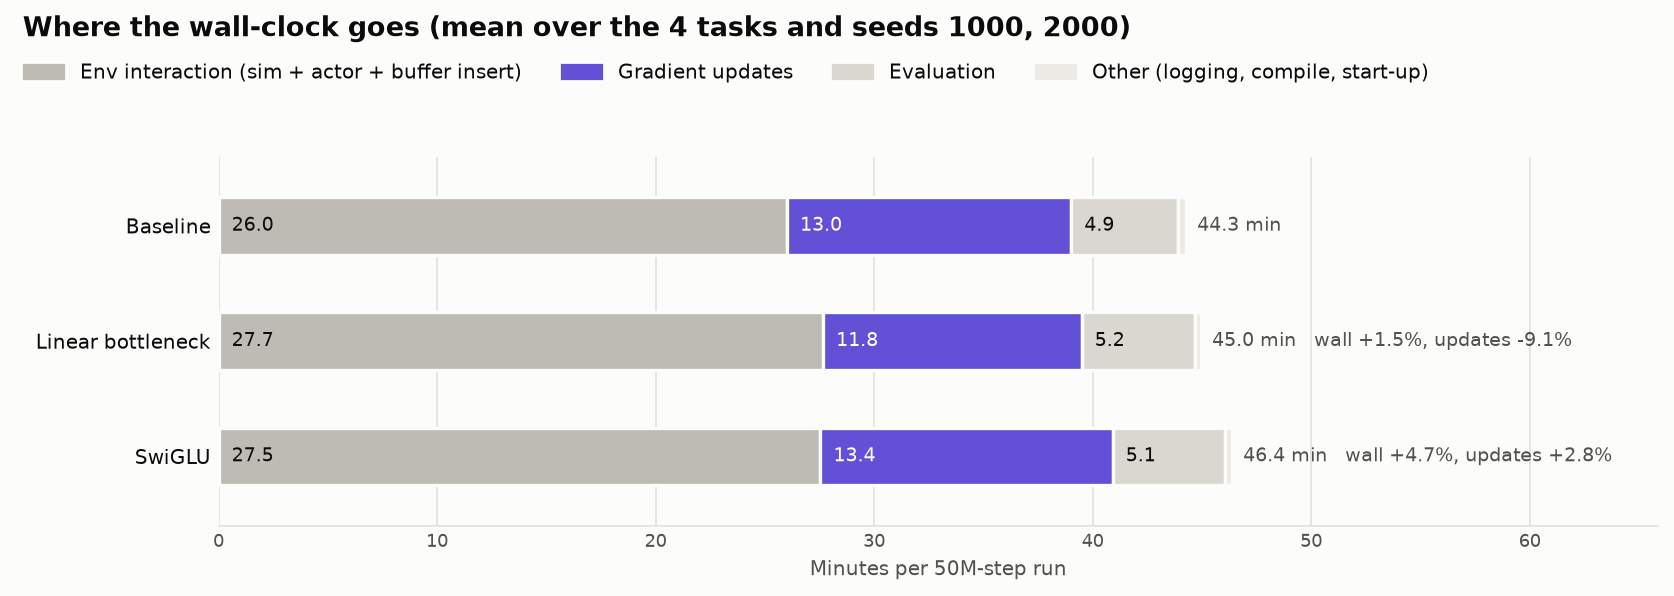 Where the wall-clock goes (mean over the 4 tasks and seeds 1000, 2000)
Env interaction (sim + actor + buffer insert) Gradient updates Evaluation Other (logging, compile, start-up)
Baseline 26.0 13.0 4.9 44.3 min
Linear bottleneck 27.7 11.8 5.2 45.0 min wall +1.5%, updates -9.1%
SwiGLU 27.5 13.4 5.1 46.4 min wall +4.7%, updates +2.8%
0 10 20 30 40 50 60
Minutes per 50M-step run